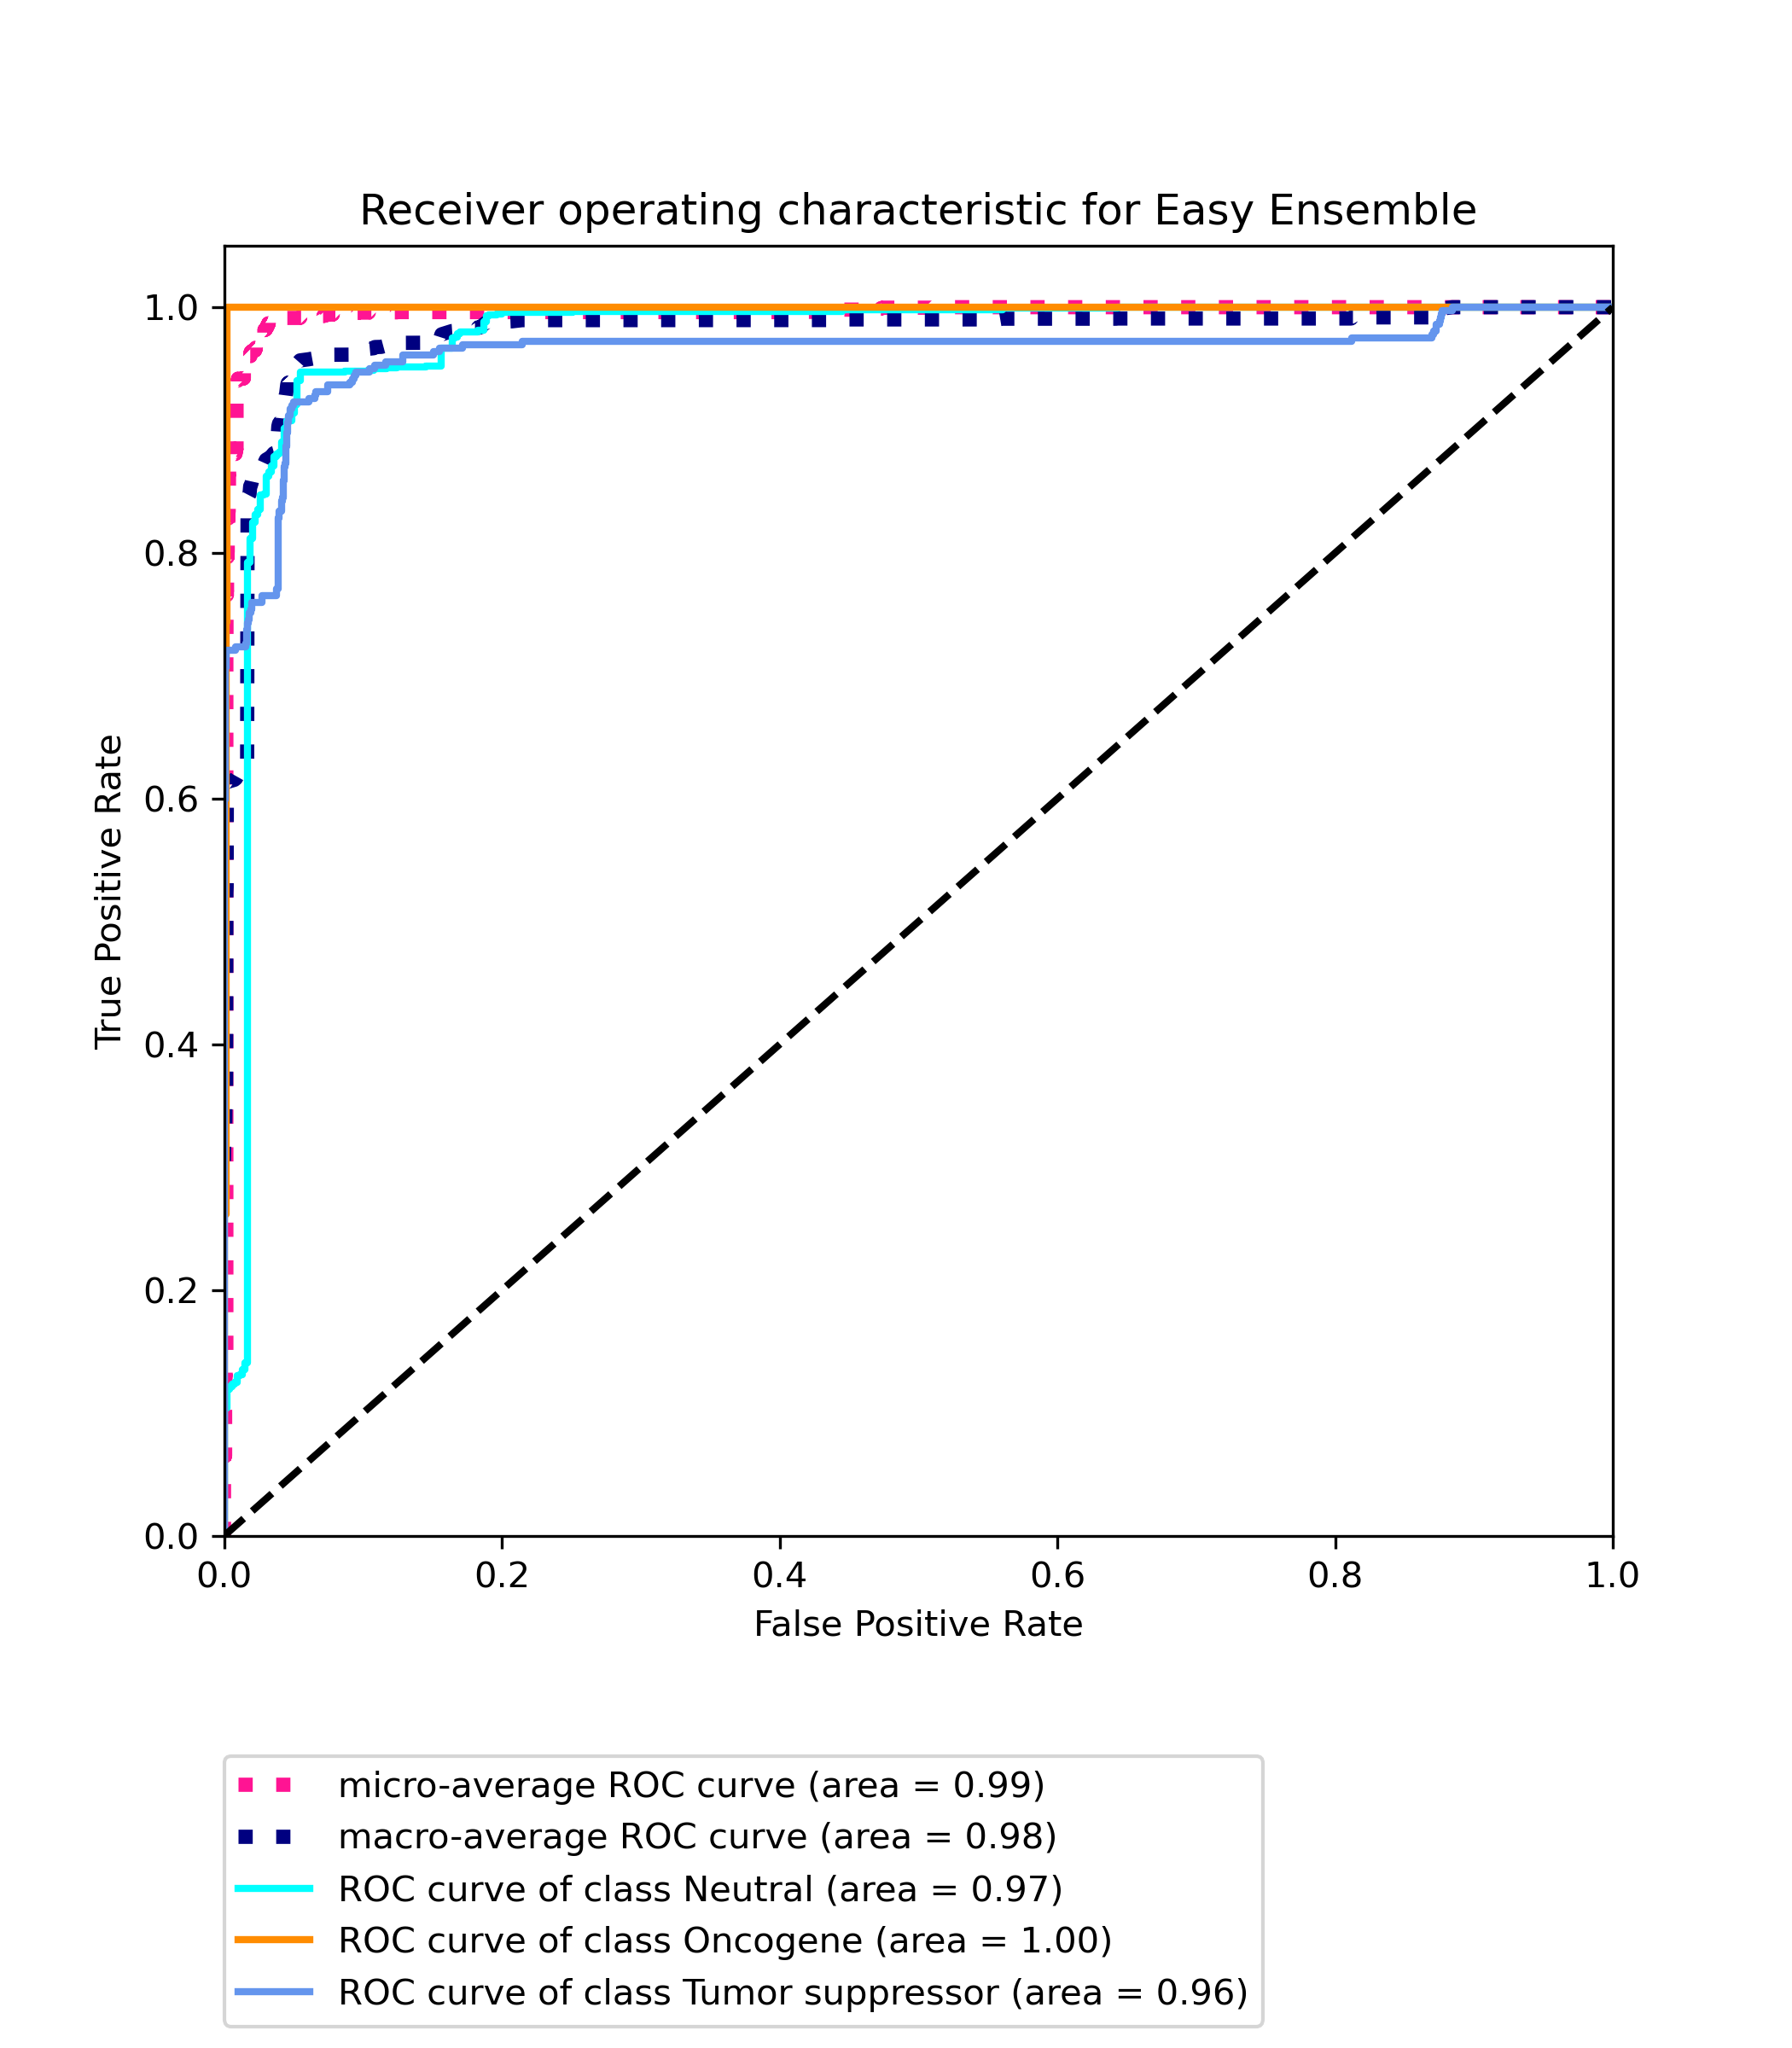 Receiver operating characteristic for Easy Ensemble
1.0
0.8
0.6
0.4
0.2
0.0
True Positive Rate
0.0 0.2 0.4 0.6 0.8 1.0
False Positive Rate
micro-average ROC curve (area = 0.99)
macro-average ROC curve (area = 0.98)
ROC curve of class Neutral (area = 0.97)
ROC curve of class Oncogene (area = 1.00)
ROC curve of class Tumor suppressor (area = 0.96)